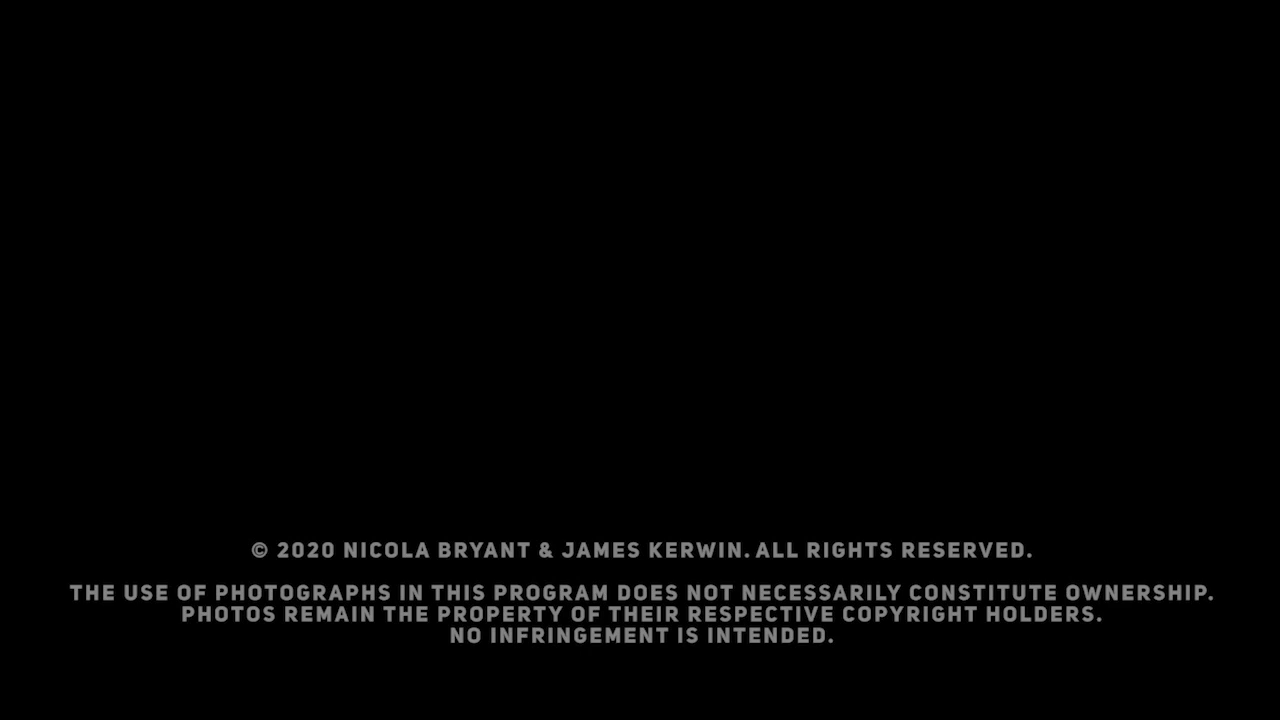 © 2020 NICOLA BRYANT & JAMES KERWIN. ALL RIGHTS RESERVED.
THE USE OF PHOTOGRAPHS IN THIS PROGRAM DOES NOT NECESSARILY CONSTITUTE OWNERSHIP.
PHOTOS REMAIN THE PROPERTY OF THEIR RESPECTIVE COPYRIGHT HOLDERS.
NO INFRINGEMENT IS INTENDED.